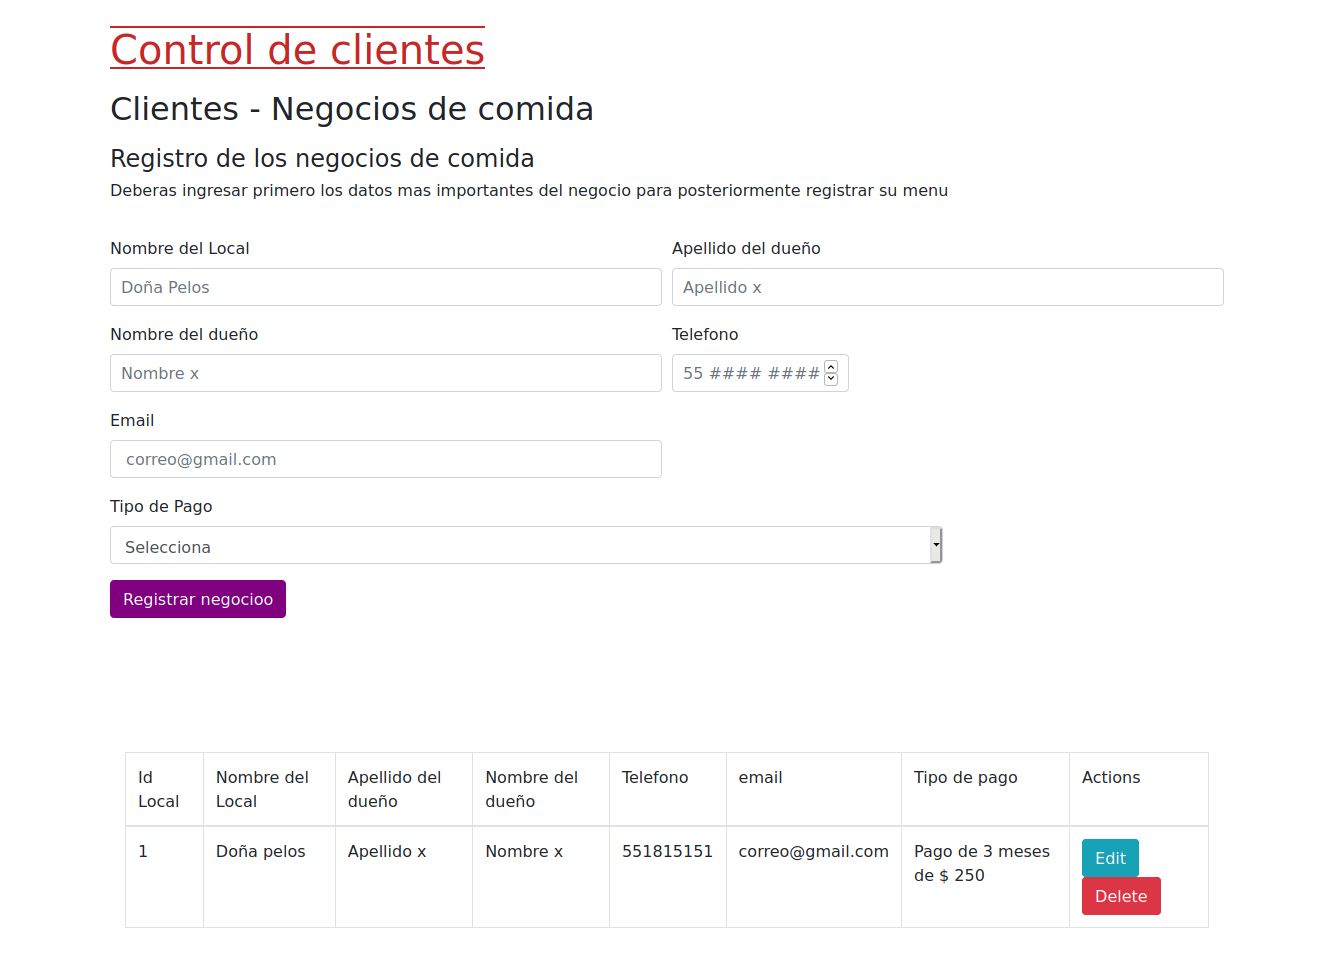 Control de clientes
Clientes - Negocios de comida
Registro de los negocios de comida
Deberas ingresar primero los datos mas importantes del negocio para posteriormente registrar su menu
Nombre del Local
Apellido del dueño
Doña Pelos
Apellido x
Nombre del dueño
Telefono
Nombre x
55 #### ####
Email
correo@gmail.com
Tipo de Pago
Selecciona
Registrar negocioo
Id Local
Nombre del Local
Apellido del dueño
Nombre del dueño
Telefono
email
Tipo de pago
Actions
1
Doña pelos
Apellido x
Nombre x
551815151
correo@gmail.com
Pago de 3 meses
de $ 250
Edit
Delete